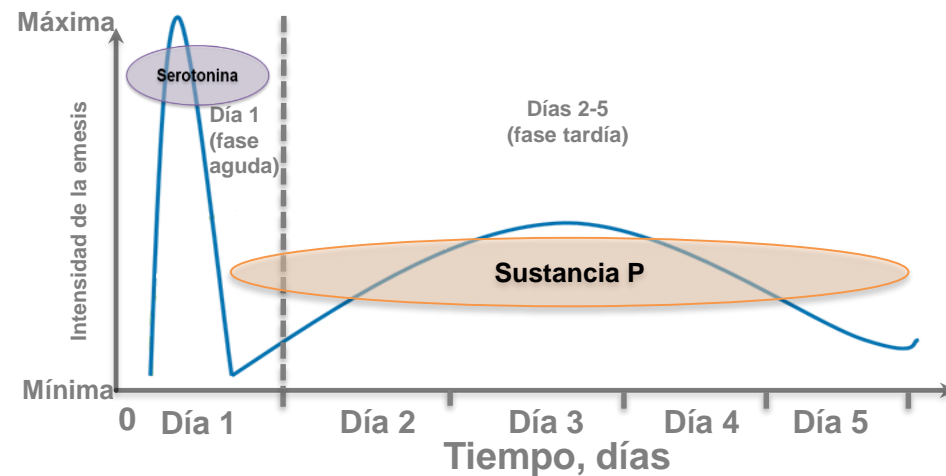 Máxima
Serotonina
Día 1
(fase
aguda)
Días 2-5
(fase tardía)
Intensidad de la emesis
Sustancia P
Mínima
0 Día 1 Día 2 Día 3 Día 4 Día 5
Tiempo, días